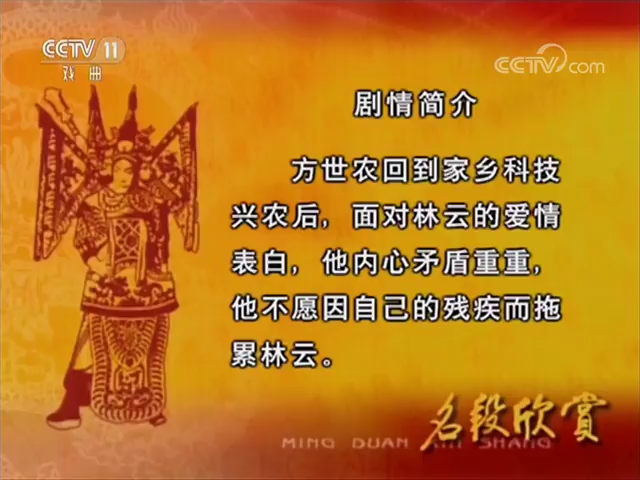 CCTV 11
戏曲
CCTV.com
剧情简介
方世农回到家乡科技
兴农后，面对林云的爱情
表白，他内心矛盾重重，
他不愿因自己的残疾而拖
累林云。
名段欣赏
MING DUAN XIN SHANG